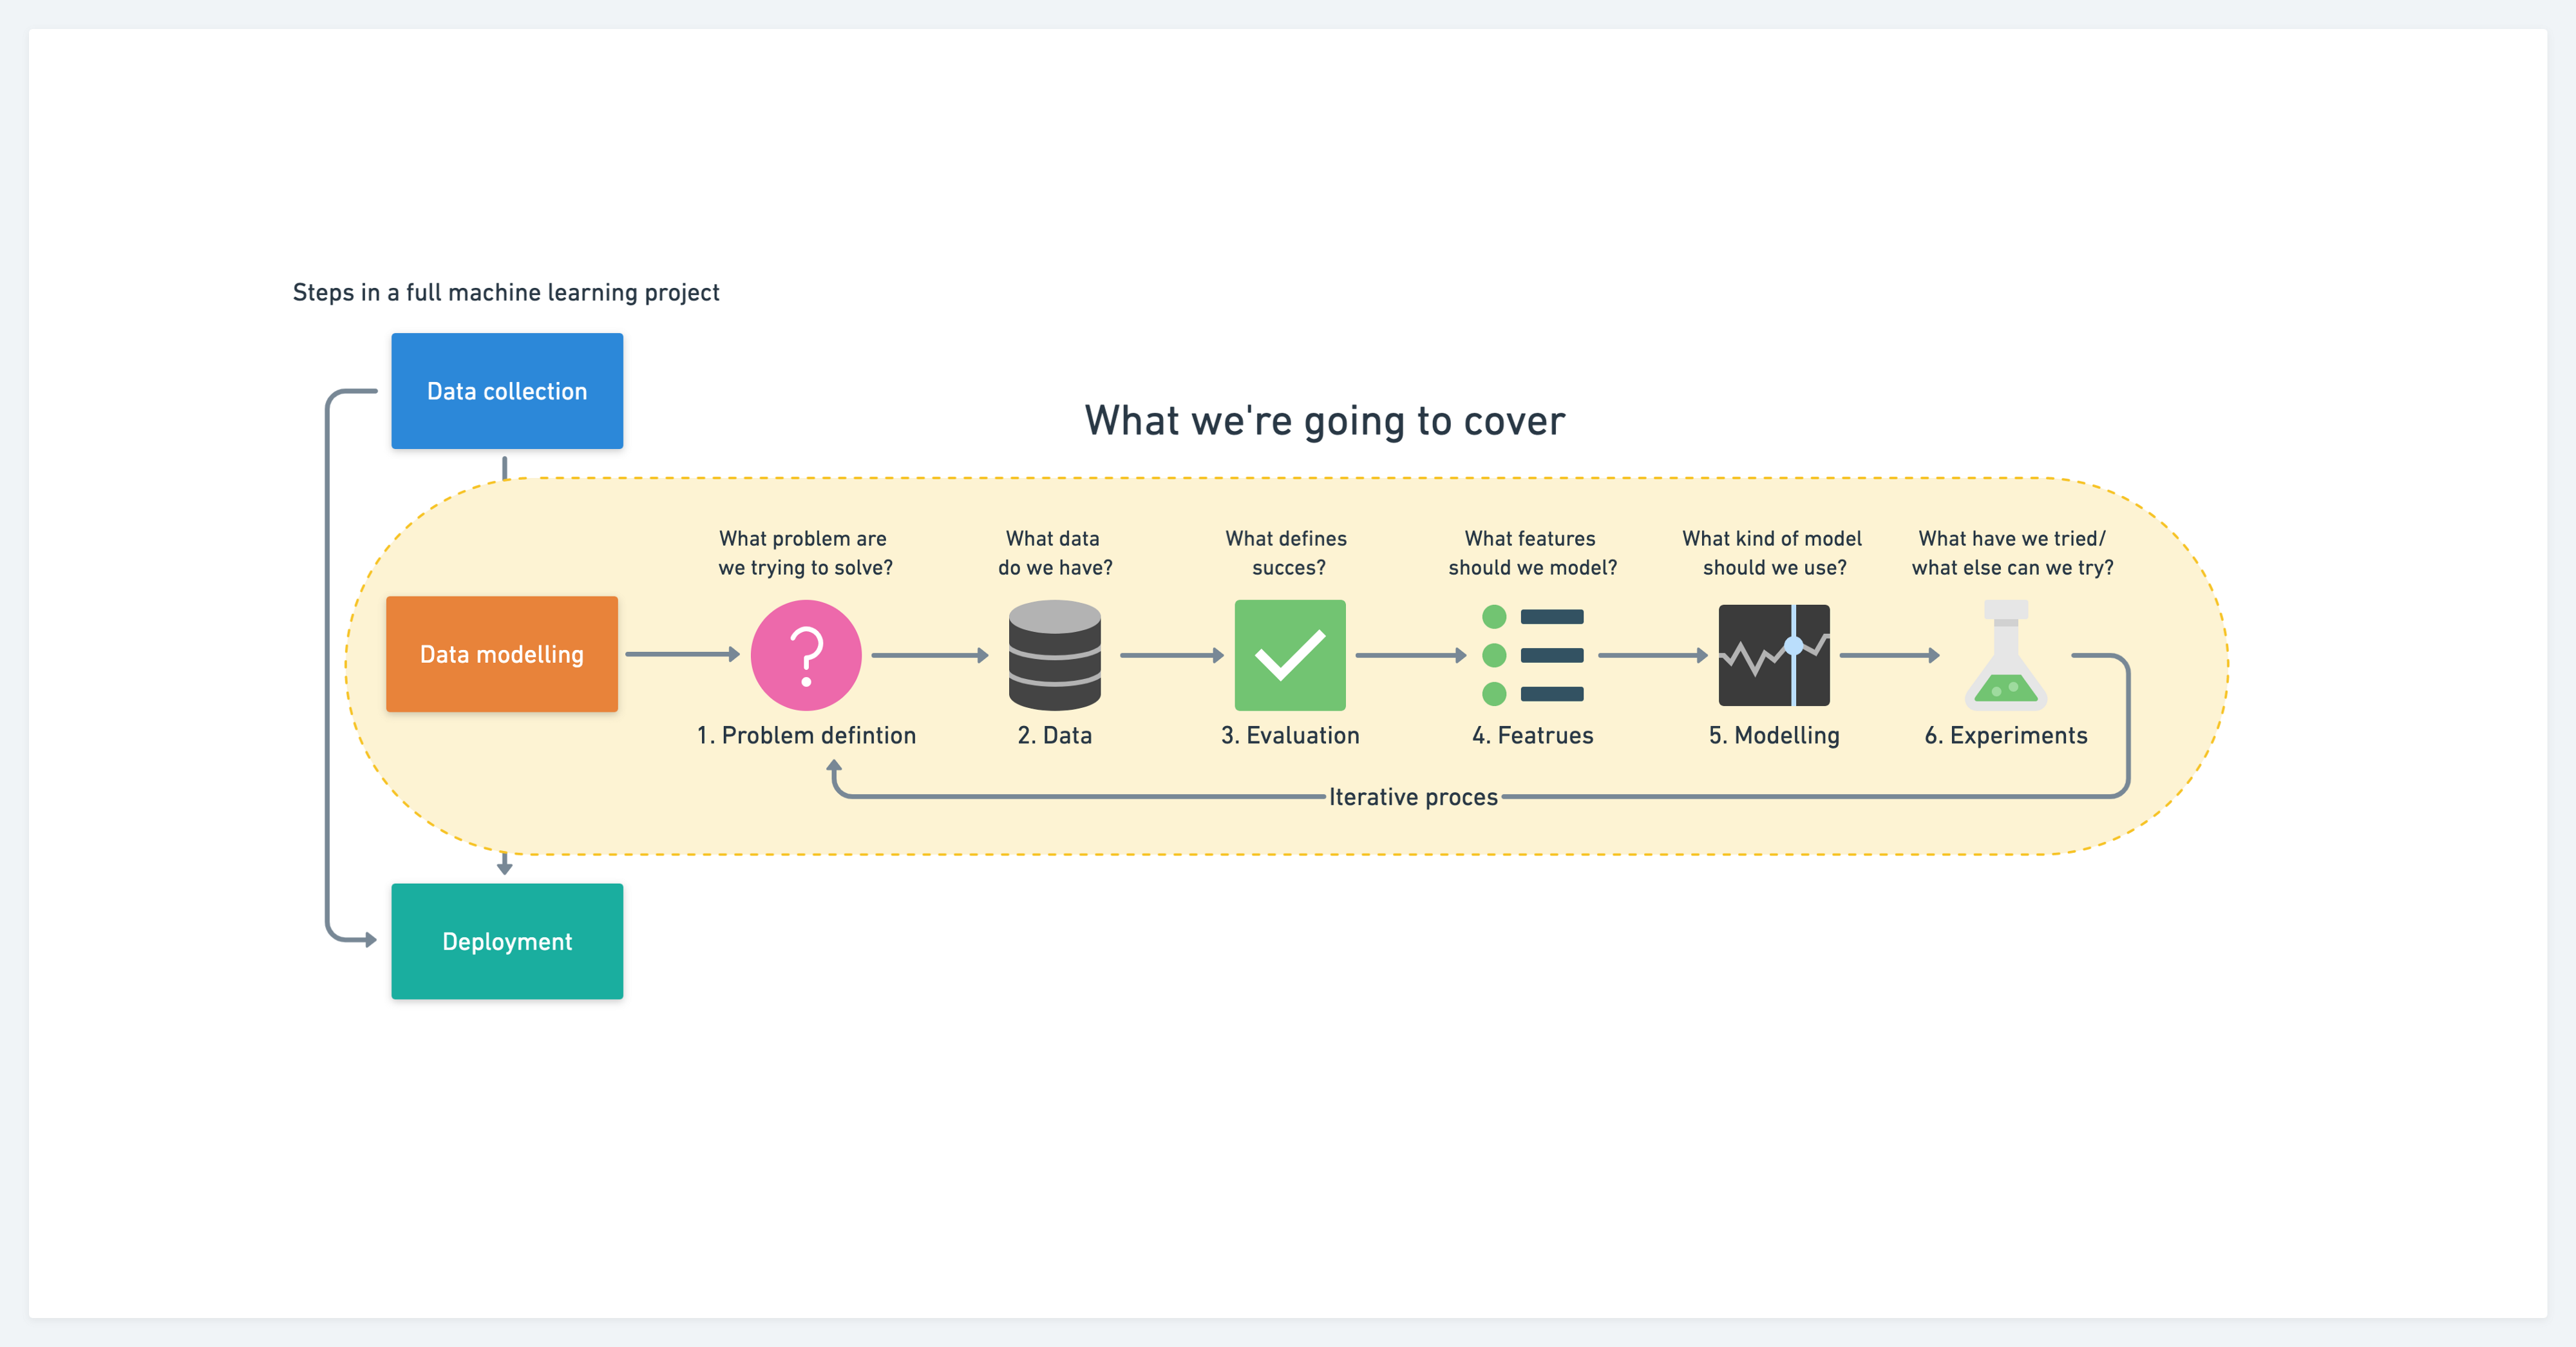 Steps in a full machine learning project
Data collection
What we're going to cover
What problem are
we trying to solve?
What data
do we have?
What defines
succes?
What features
should we model?
What kind of model
should we use?
What have we tried/
what else can we try?
Data modelling
1. Problem defintion
2. Data
3. Evaluation
4. Featrues
5. Modelling
6. Experiments
Iterative proces
Deployment